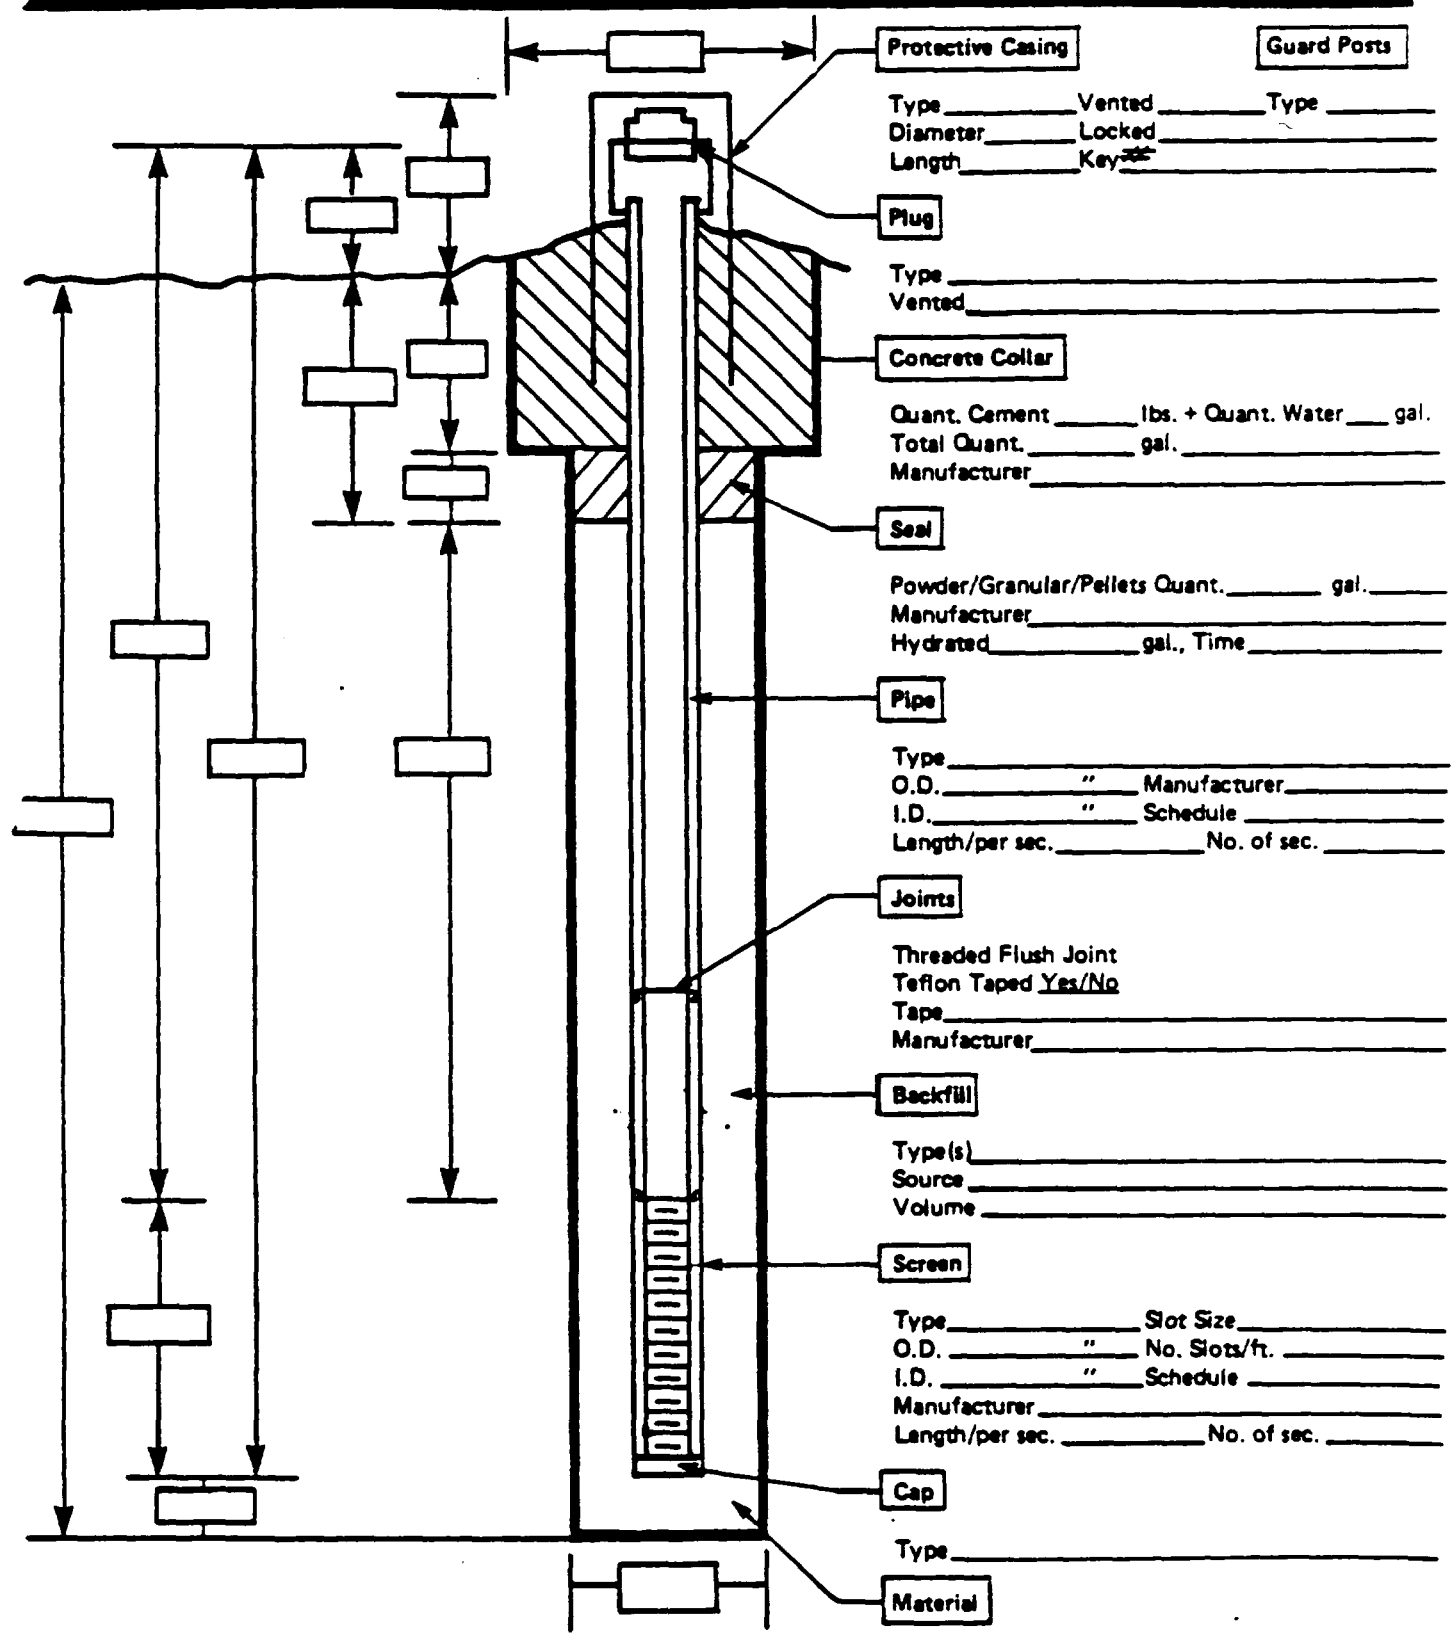 Protective Casing Guard Posts
Type Vented Type
Diameter Locked
Length Key
Plug
Type
Vented
Concrete Collar
Quant. Cement lbs. + Quant. Water gal.
Total Quant. gal.
Manufacturer
Seal
Powder/Granular/Pellets Quant. gal.
Manufacturer
Hydrated gal., Time
Pipe
Type
O.D. " Manufacturer
I.D. " Schedule
Length/per sec. No. of sec.
Joints
Threaded Flush Joint
Teflon Taped Yes/No
Tape
Manufacturer
Backfill
Type(s)
Source
Volume
Screen
Type Slot Size
O.D. " No. Slots/ft.
I.D. " Schedule
Manufacturer
Length/per sec. No. of sec.
Cap
Type
Material